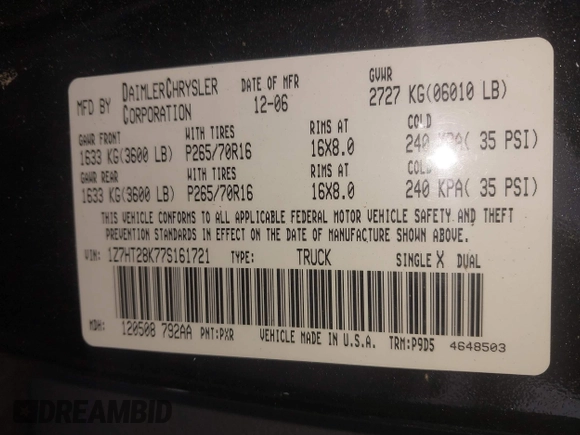 MFD BY DAIMLERCHRYSLER CORPORATION DATE OF MFR 12-06 GVWR 2727 KG(06010 LB)
GAWR FRONT WITH TIRES RIMS AT COLD
1633 KG(3600 LB) P265/70R16 16X8.0 240 KPA( 35 PSI)
GAWR REAR WITH TIRES RIMS AT COLD
1633 KG(3600 LB) P265/70R16 16X8.0 240 KPA( 35 PSI)
THIS VEHICLE CONFORMS TO ALL APPLICABLE FEDERAL MOTOR VEHICLE SAFETY AND THEFT
PREVENTION STANDARDS IN EFFECT ON THE DATE OF MANUFACTURE SHOWN ABOVE.
VIN: 1Z7HT28K77S161721 TYPE: TRUCK SINGLE X DUAL
MDH: 120508 792AA PNT:PXR VEHICLE MADE IN U.S.A. TRM:P9D5 4648503
DREAMBID